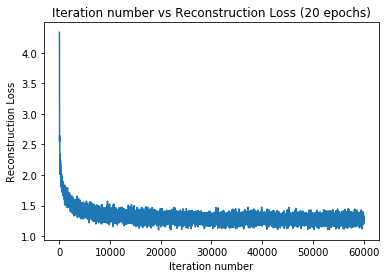 Iteration number vs Reconstruction Loss (20 epochs)
Reconstruction Loss
4.0
3.5
3.0
2.5
2.0
1.5
1.0
0 10000 20000 30000 40000 50000 60000
Iteration number